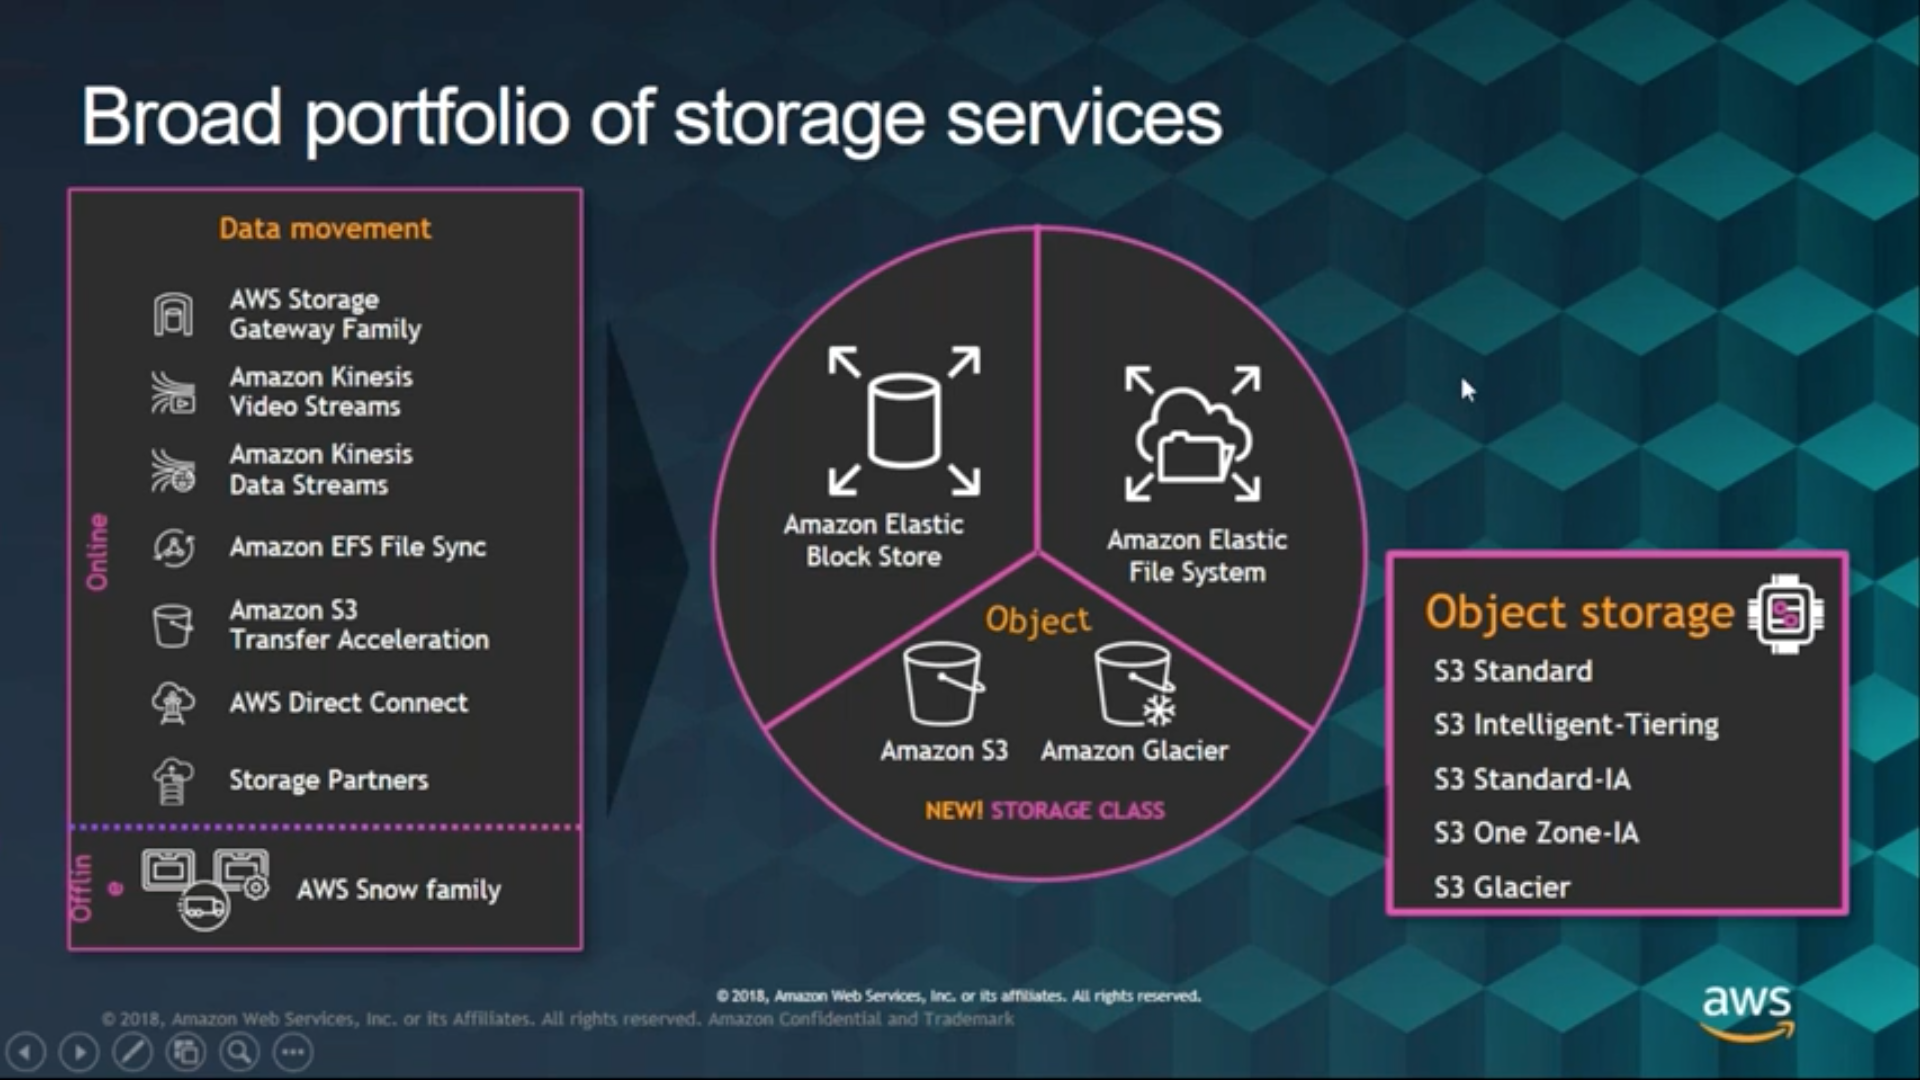 Broad portfolio of storage services
Data movement
Online
AWS Storage
Gateway Family
Amazon Kinesis
Video Streams
Amazon Kinesis
Data Streams
Amazon EFS File Sync
Amazon S3
Transfer Acceleration
AWS Direct Connect
Storage Partners
Offlin
e
AWS Snow family
Amazon Elastic
Block Store
Amazon Elastic
File System
Object
Amazon S3
Amazon Glacier
NEW! STORAGE CLASS
Object storage
S3 Standard
S3 Intelligent-Tiering
S3 Standard-IA
S3 One Zone-IA
S3 Glacier
© 2018, Amazon Web Services, Inc. or its affiliates. All rights reserved.
© 2018, Amazon Web Services, Inc. or its Affiliates. All rights reserved. Amazon Confidential and Trademark
aws